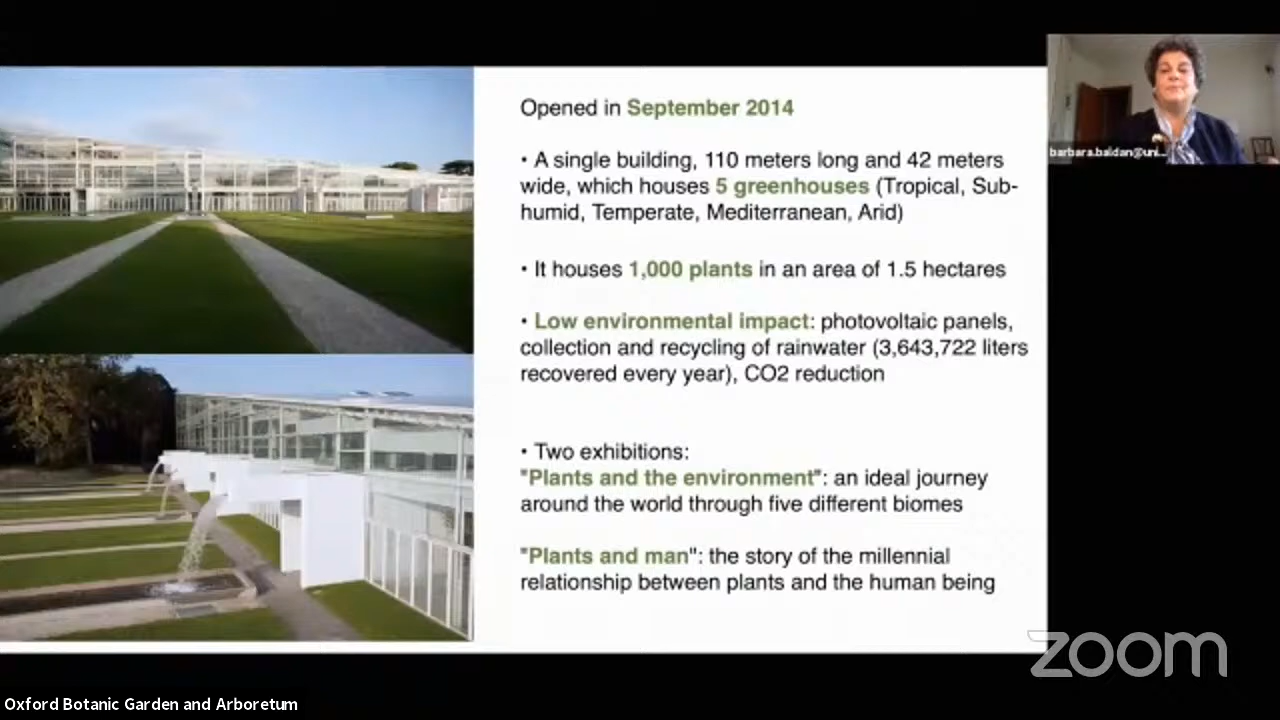 Opened in September 2014
• A single building, 110 meters long and 42 meters
wide, which houses 5 greenhouses (Tropical, Sub-
humid, Temperate, Mediterranean, Arid)
• It houses 1,000 plants in an area of 1.5 hectares
• Low environmental impact: photovoltaic panels,
collection and recycling of rainwater (3,643,722 liters
recovered every year), CO2 reduction
• Two exhibitions:
"Plants and the environment": an ideal journey
around the world through five different biomes
"Plants and man": the story of the millennial
relationship between plants and the human being
barbara.baldan@uni...
zoom
Oxford Botanic Garden and Arboretum